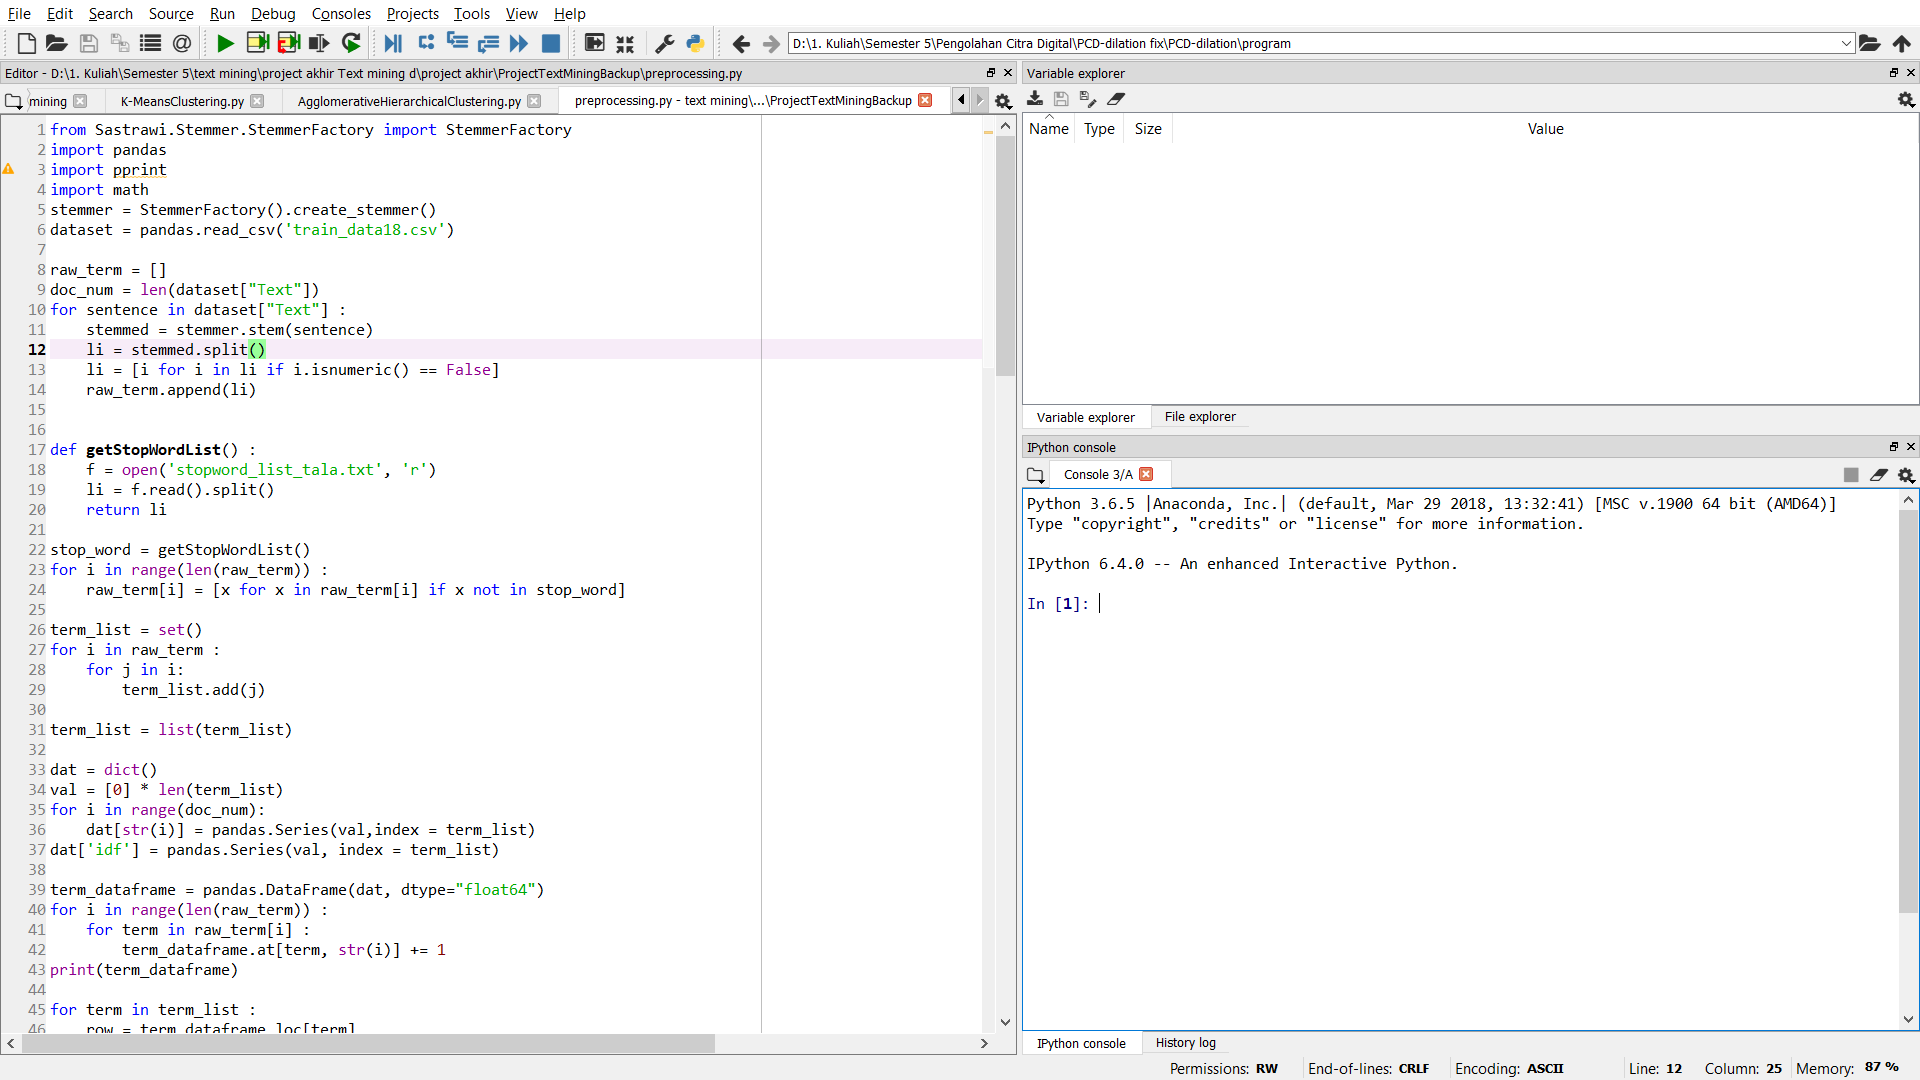 File Edit Search Source Run Debug Consoles Projects Tools View Help
D:\1. Kuliah\Semester 5\Pengolahan Citra Digital\PCD-dilation fix\PCD-dilation\program
Editor - D:\1. Kuliah\Semester 5\text mining\project akhir Text mining d\project akhir\ProjectTextMiningBackup\preprocessing.py
mining K-MeansClustering.py AgglomerativeHierarchicalClustering.py preprocessing.py - text mining\...\ProjectTextMiningBackup
1 from Sastrawi.Stemmer.StemmerFactory import StemmerFactory
2 import pandas
3 import pprint
4 import math
5 stemmer = StemmerFactory().create_stemmer()
6 dataset = pandas.read_csv('train_data18.csv')
7
8 raw_term = []
9 doc_num = len(dataset["Text"])
10 for sentence in dataset["Text"] :
11     stemmed = stemmer.stem(sentence)
12     li = stemmed.split()
13     li = [i for i in li if i.isnumeric() == False]
14     raw_term.append(li)
15
16
17 def getStopWordList() :
18     f = open('stopword_list_tala.txt', 'r')
19     li = f.read().split()
20     return li
21
22 stop_word = getStopWordList()
23 for i in range(len(raw_term)) :
24     raw_term[i] = [x for x in raw_term[i] if x not in stop_word]
25
26 term_list = set()
27 for i in raw_term :
28     for j in i:
29         term_list.add(j)
30
31 term_list = list(term_list)
32
33 dat = dict()
34 val = [0] * len(term_list)
35 for i in range(doc_num):
36     dat[str(i)] = pandas.Series(val,index = term_list)
37 dat['idf'] = pandas.Series(val, index = term_list)
38
39 term_dataframe = pandas.DataFrame(dat, dtype="float64")
40 for i in range(len(raw_term)) :
41     for term in raw_term[i] :
42         term_dataframe.at[term, str(i)] += 1
43 print(term_dataframe)
44
45 for term in term_list :
46     row = term_dataframe.loc[term]
Variable explorer
Name Type Size Value
Variable explorer File explorer
IPython console
Console 3/A
Python 3.6.5 |Anaconda, Inc.| (default, Mar 29 2018, 13:32:41) [MSC v.1900 64 bit (AMD64)]
Type "copyright", "credits" or "license" for more information.
IPython 6.4.0 -- An enhanced Interactive Python.
In [1]:
IPython console History log
Permissions: RW End-of-lines: CRLF Encoding: ASCII Line: 12 Column: 25 Memory: 87 %